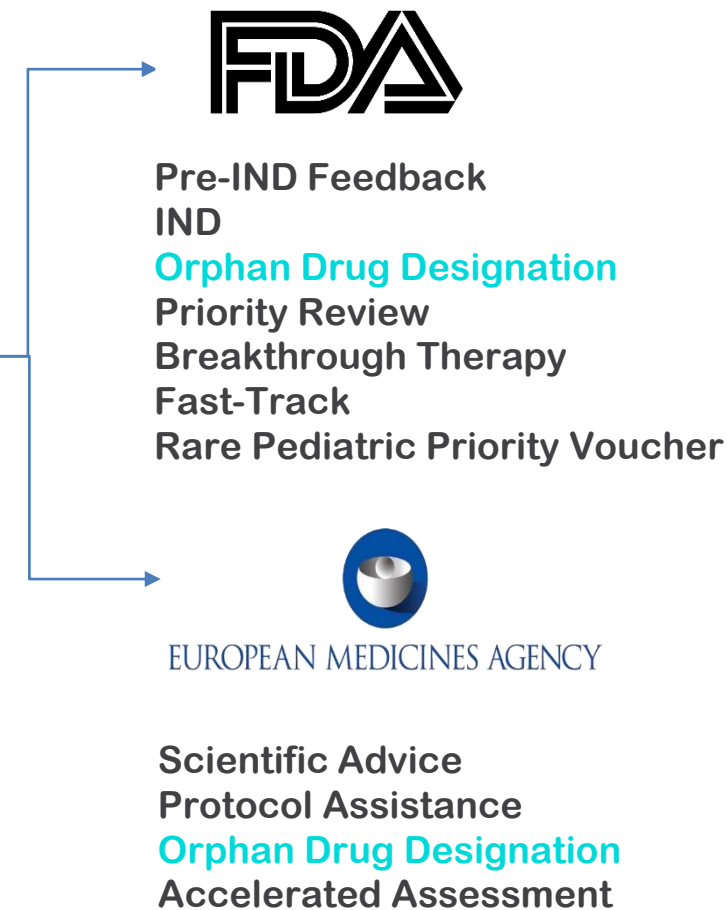 FDA
Pre-IND Feedback
IND
Orphan Drug Designation
Priority Review
Breakthrough Therapy
Fast-Track
Rare Pediatric Priority Voucher
EUROPEAN MEDICINES AGENCY
Scientific Advice
Protocol Assistance
Orphan Drug Designation
Accelerated Assessment